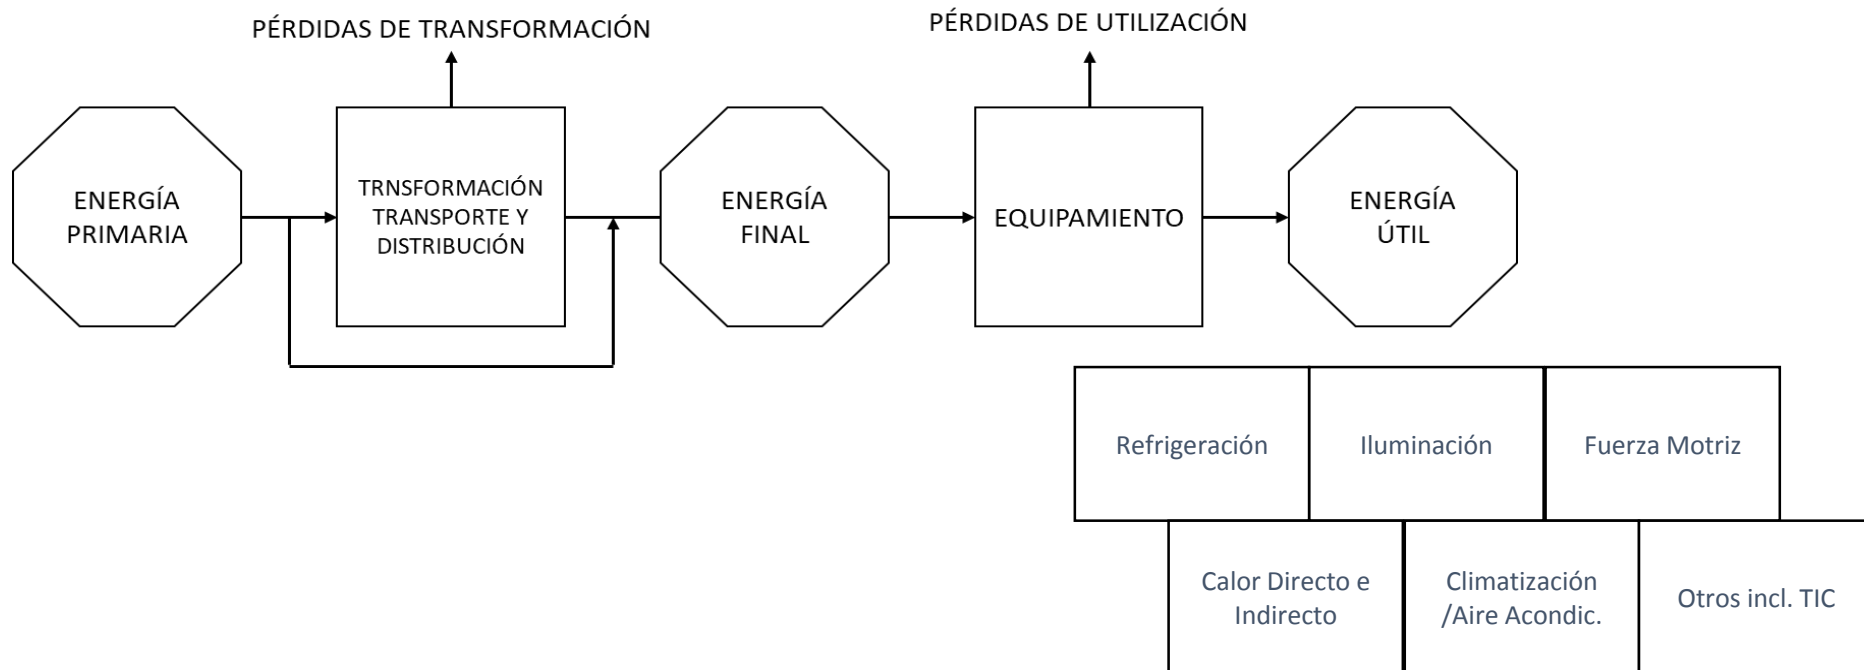 PÉRDIDAS DE TRANSFORMACIÓN
PÉRDIDAS DE UTILIZACIÓN
ENERGÍA
PRIMARIA
TRNSFORMACIÓN
TRANSPORTE Y
DISTRIBUCIÓN
ENERGÍA
FINAL
EQUIPAMIENTO
ENERGÍA
ÚTIL
Refrigeración
Iluminación
Fuerza Motriz
Calor Directo e
Indirecto
Climatización
/Aire Acondic.
Otros incl. TIC